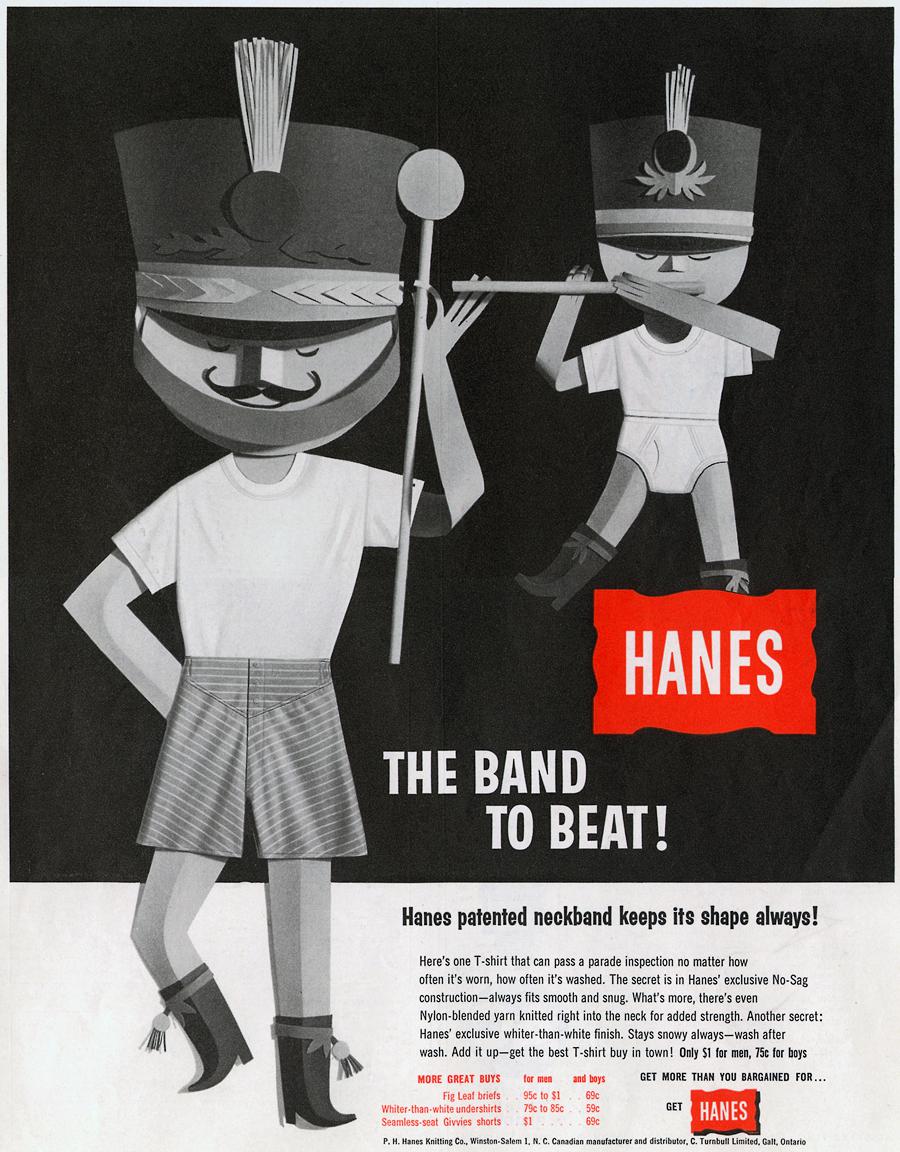 HANES
THE BAND
TO BEAT!
Hanes patented neckband keeps its shape always!
Here's one T-shirt that can pass a parade inspection no matter how
often it's worn, how often it's washed. The secret is in Hanes' exclusive No-Sag
construction—always fits smooth and snug. What's more, there's even
Nylon-blended yarn knitted right into the neck for added strength. Another secret:
Hanes' exclusive whiter-than-white finish. Stays snowy always—wash after
wash. Add it up—get the best T-shirt buy in town! Only $1 for men, 75c for boys
MORE GREAT BUYS for men and boys
Fig Leaf briefs . . 95c to $1 . . 69c
Whiter-than-white undershirts . . 79c to 85c . . 59c
Seamless-seat Givvies shorts . . $1 . . . . . 69c
GET MORE THAN YOU BARGAINED FOR...
GET HANES
P. H. Hanes Knitting Co., Winston-Salem 1, N. C. Canadian manufacturer and distributor, C. Turnbull Limited, Galt, Ontario